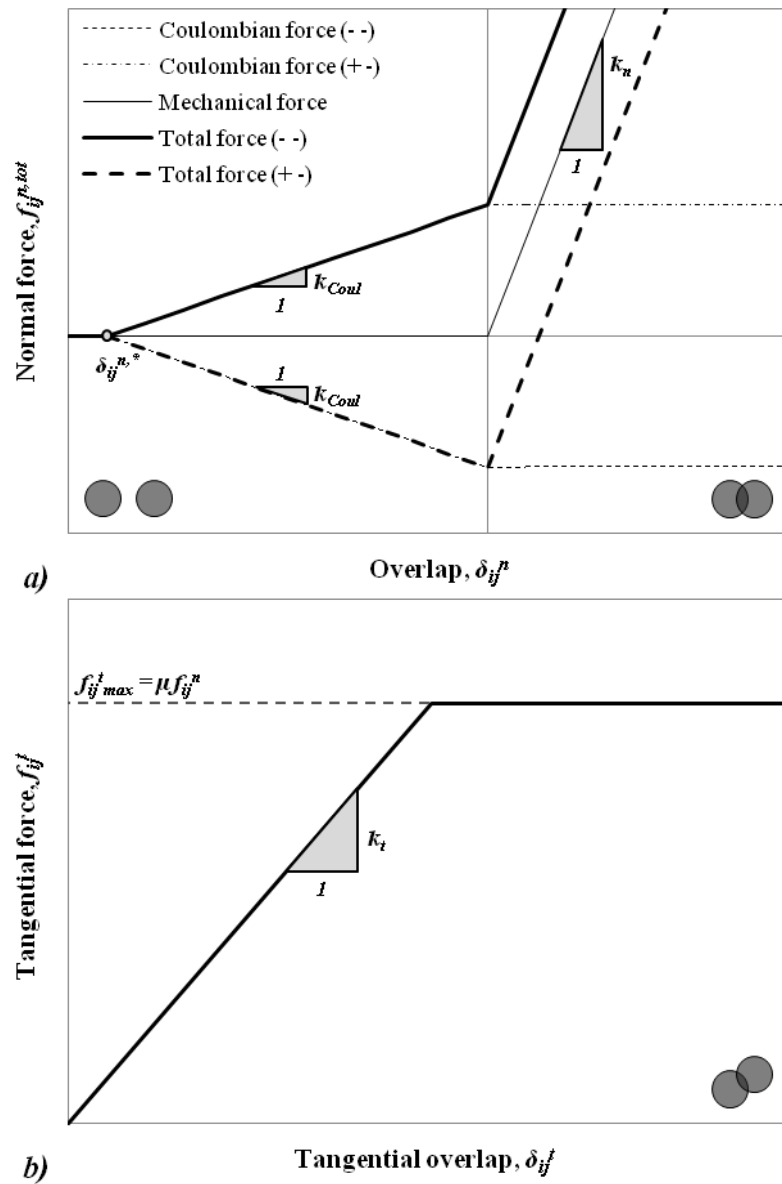 Coulombian force (- -)
Coulombian force (+ -)
Mechanical force
Total force (- -)
Total force (+ -)
k_n
1
Normal force, f_ij^n,tot
k_Coul
1
δ_ij^n,*
1
k_Coul
a)
Overlap, δ_ij^n
f_ij^t_max = μf_ij^n
Tangential force, f_ij^t
k_t
1
b)
Tangential overlap, δ_ij^t